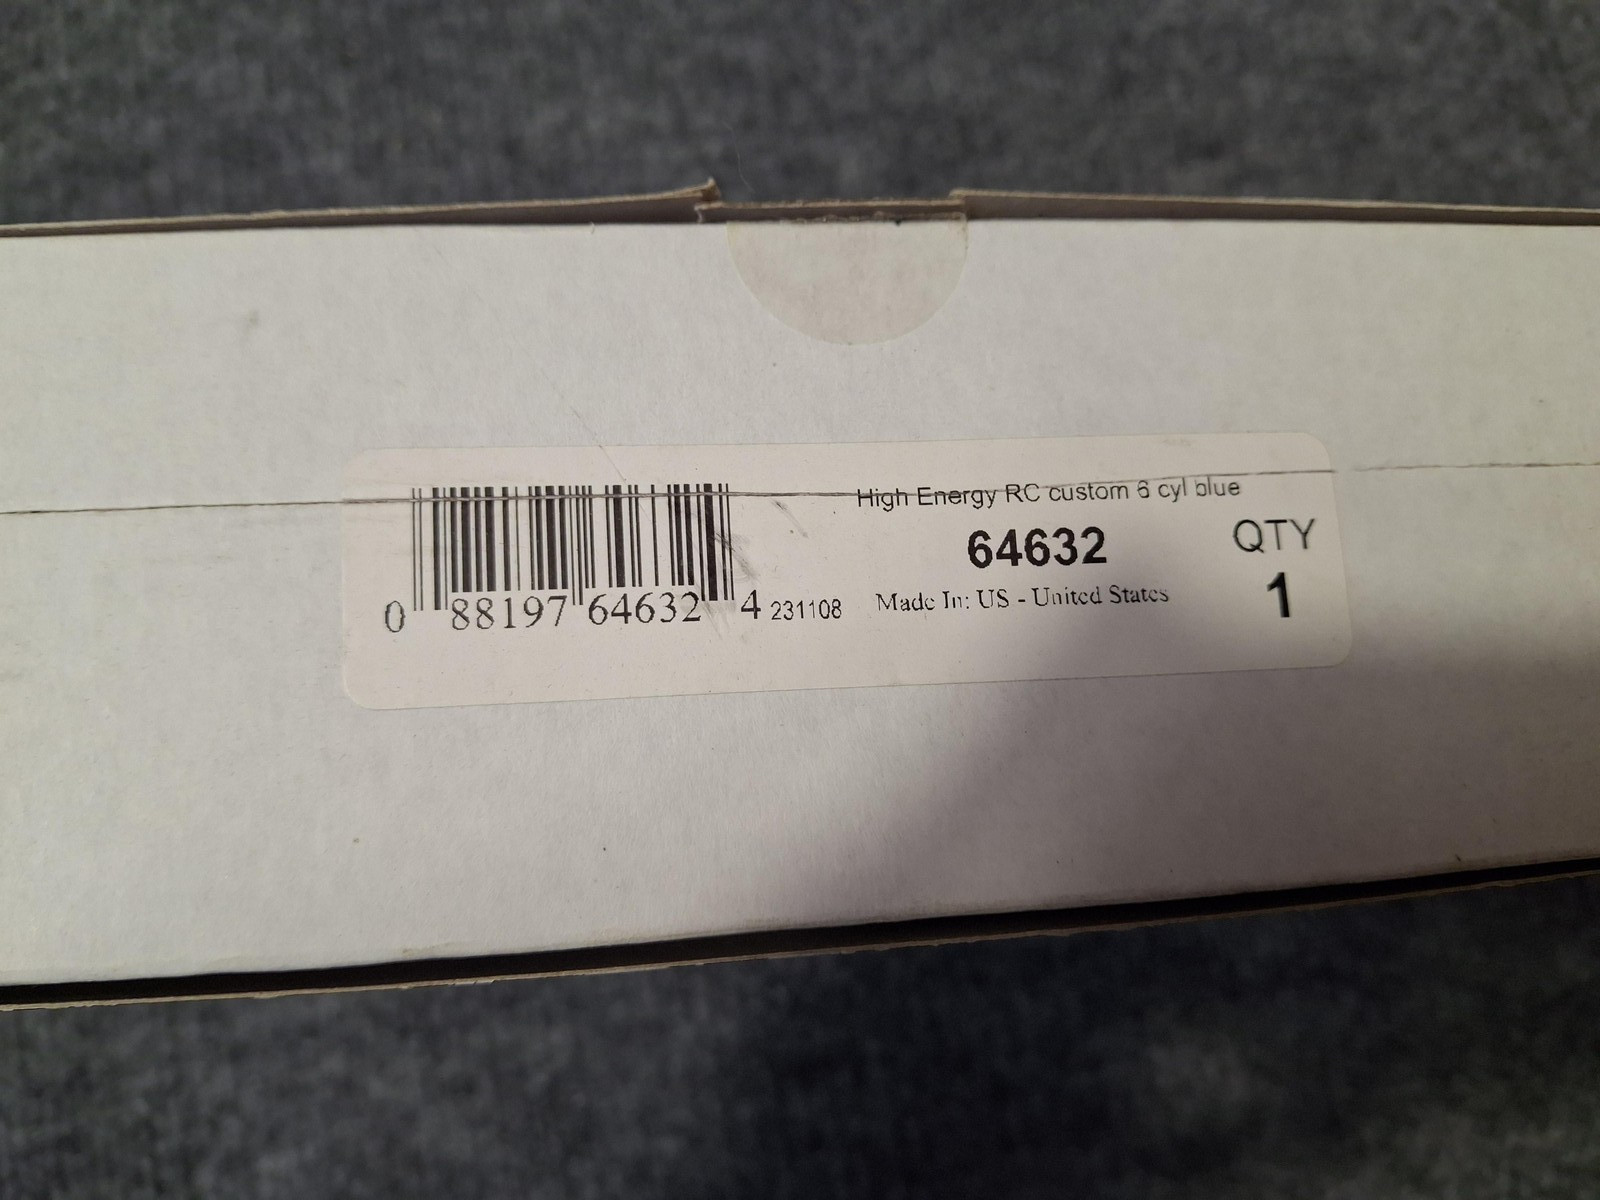 High Energy RC custom 6 cyl blue
64632
QTY
1
Made In: US - United States
0 88197 64632 4 231108